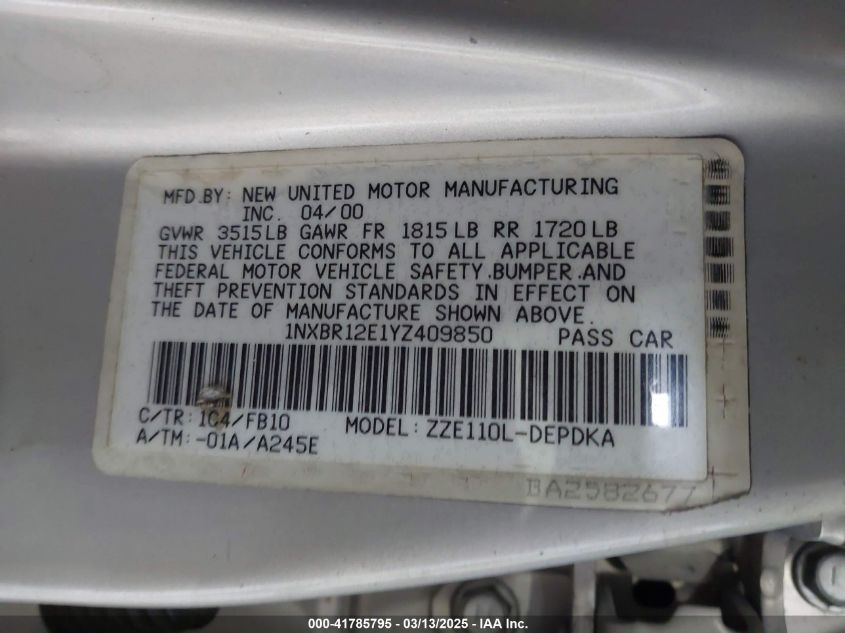 MFD.BY: NEW UNITED MOTOR MANUFACTURING
INC. 04/00
GVWR 3515LB GAWR FR 1815LB RR 1720LB
THIS VEHICLE CONFORMS TO ALL APPLICABLE
FEDERAL MOTOR VEHICLE SAFETY.BUMPER.AND
THEFT PREVENTION STANDARDS IN EFFECT ON
THE DATE OF MANUFACTURE SHOWN ABOVE.
1NXBR12E1YZ409850 PASS CAR
C/TR: 1C4/FB10 MODEL: ZZE110L-DEPDKA
A/TM:-01A/A245E
BA2582677
000-41785795 - 03/13/2025 - IAA Inc.